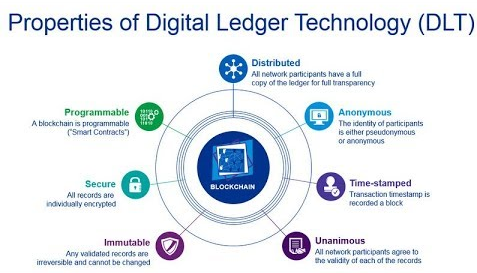 Properties of Digital Ledger Technology (DLT)
Distributed
All network participants have a full
copy of the ledger for full transparency
Programmable
A blockchain is programmable
("Smart Contracts")
Anonymous
The identity of participants
is either pseudonymous
or anonymous
Secure
All records are
individually encrypted
BLOCKCHAIN
Time-stamped
Transaction timestamp is
recorded a block
Immutable
Any validated records are
irreversible and cannot be changed
Unanimous
All network participants agree to
the validity of each of the records